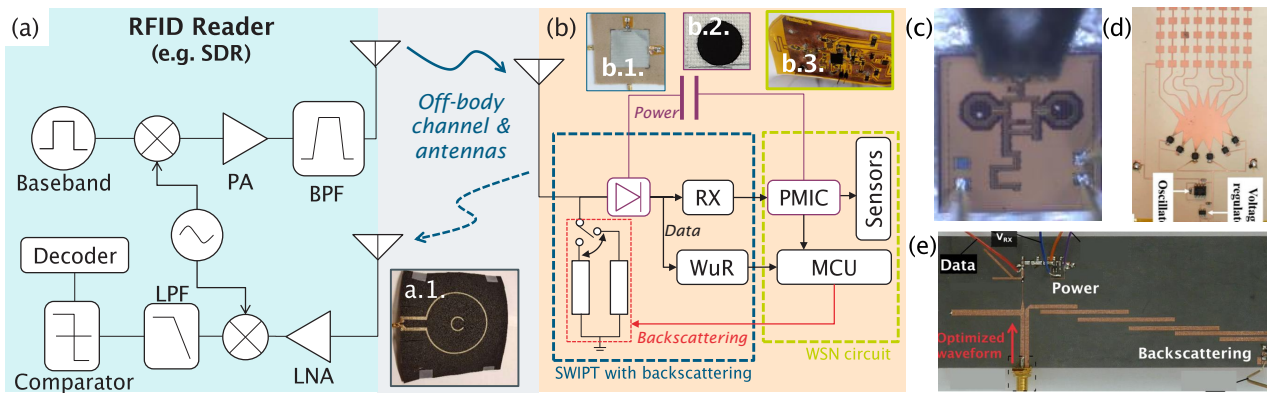 (a)
RFID Reader
(e.g. SDR)
Baseband
PA
BPF
Decoder
LPF
Comparator
LNA
Off-body
channel &
antennas
a.1.
(b)
b.1.
b.2.
b.3.
Power
RX
PMIC
Sensors
Data
WuR
MCU
Backscattering
WSN circuit
SWIPT with backscattering
(c)
(d)
Oscillat
Voltag
regulat
(e)
Data
VRX
Power
Optimized
waveform
Backscattering